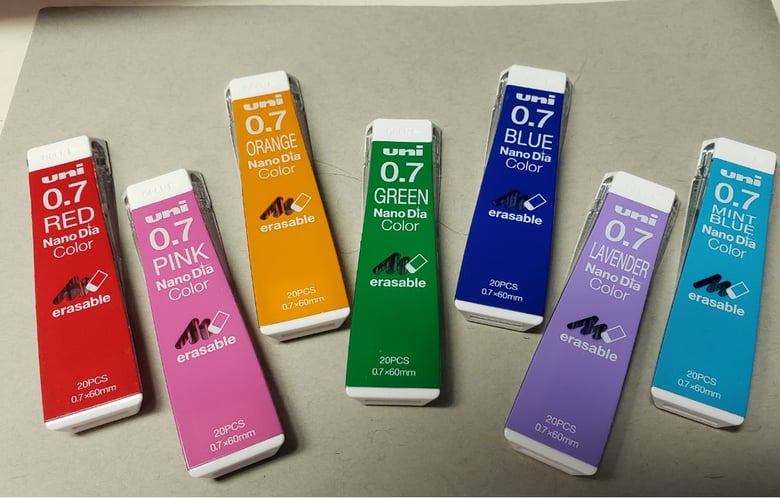 uni
0.7
RED
Nano Dia
Color
erasable
20PCS
0.7×60mm
uni
0.7
PINK
Nano Dia
Color
erasable
20PCS
0.7×60mm
uni
0.7
ORANGE
Nano Dia
Color
erasable
20PCS
0.7×60mm
uni
0.7
GREEN
Nano Dia
Color
erasable
20PCS
0.7×60mm
uni
0.7
BLUE
Nano Dia
Color
erasable
20PCS
0.7×60mm
uni
0.7
LAVENDER
Nano Dia
Color
erasable
20PCS
0.7×60mm
uni
0.7
MINT
BLUE
Nano Dia
Color
erasable
20PCS
0.7×60mm